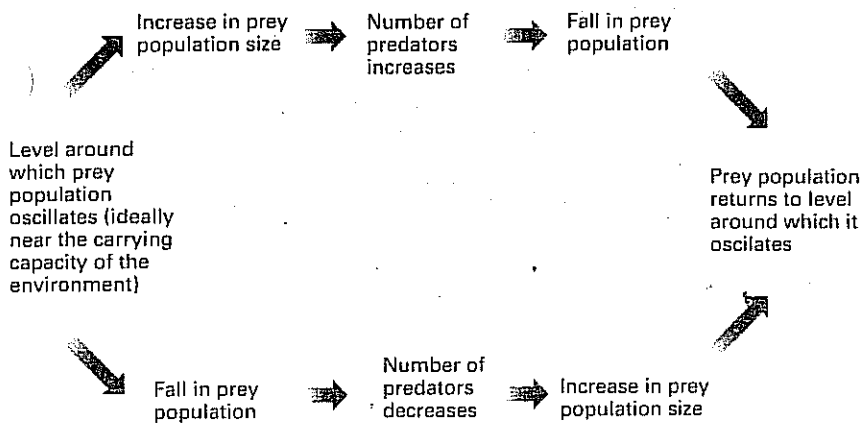 Increase in prey
population size
Number of
predators
increases
Fall in prey
population
Level around
which prey
population
oscillates (ideally
near the carrying
capacity of the
environment)
Prey population
returns to level
around which it
oscilates
Fall in prey
population
Number of
predators
decreases
Increase in prey
population size